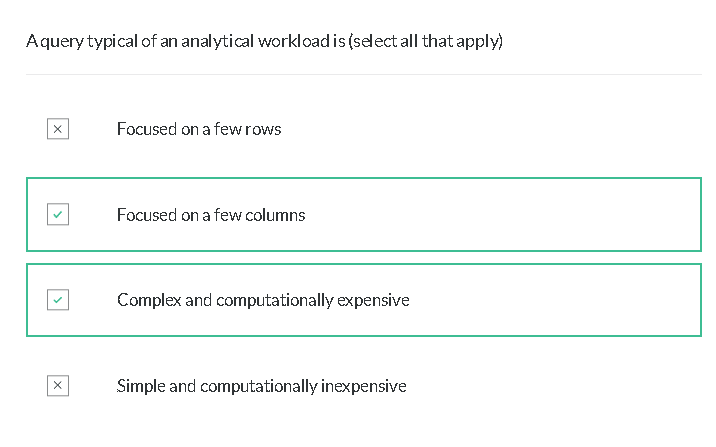 A query typical of an analytical workload is (select all that apply)
Focused on a few rows
Focused on a few columns
Complex and computationally expensive
Simple and computationally inexpensive